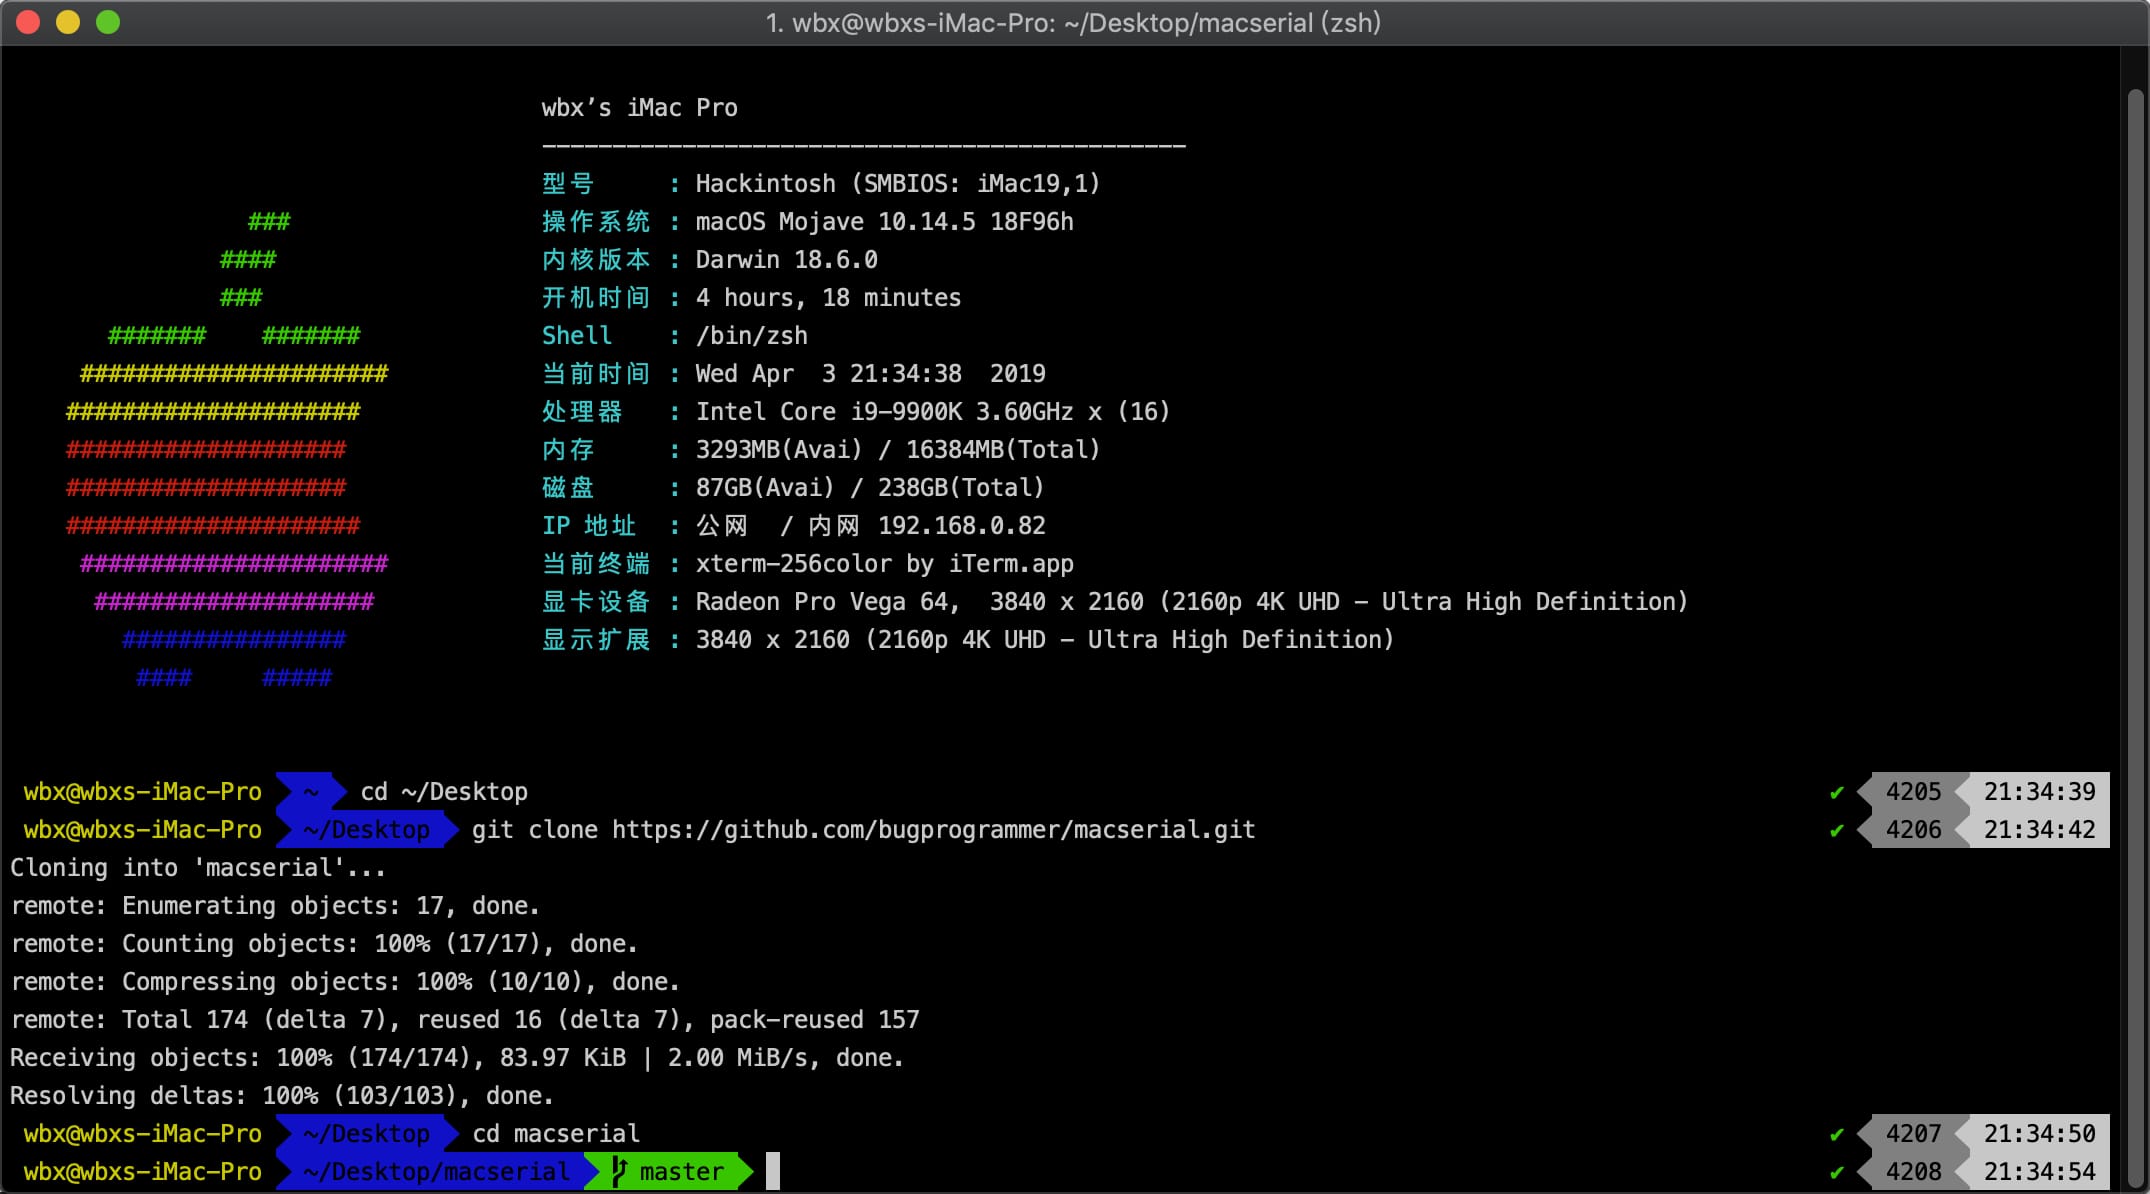 1. wbx@wbxs-iMac-Pro: ~/Desktop/macserial (zsh)
wbx’s iMac Pro
----------------------------------------------
型号 : Hackintosh (SMBIOS: iMac19,1)
### 操作系统 : macOS Mojave 10.14.5 18F96h
#### 内核版本 : Darwin 18.6.0
### 开机时间 : 4 hours, 18 minutes
####### ####### Shell : /bin/zsh
###################### 当前时间 : Wed Apr  3 21:34:38  2019
##################### 处理器 : Intel Core i9-9900K 3.60GHz x (16)
#################### 内存 : 3293MB(Avai) / 16384MB(Total)
#################### 磁盘 : 87GB(Avai) / 238GB(Total)
##################### IP 地址 : 公网  / 内网 192.168.0.82
###################### 当前终端 : xterm-256color by iTerm.app
#################### 显卡设备 : Radeon Pro Vega 64,  3840 x 2160 (2160p 4K UHD - Ultra High Definition)
################ 显示扩展 : 3840 x 2160 (2160p 4K UHD - Ultra High Definition)
#### #####
wbx@wbxs-iMac-Pro ~ cd ~/Desktop ✔ 4205 21:34:39
wbx@wbxs-iMac-Pro ~/Desktop git clone https://github.com/bugprogrammer/macserial.git ✔ 4206 21:34:42
Cloning into 'macserial'...
remote: Enumerating objects: 17, done.
remote: Counting objects: 100% (17/17), done.
remote: Compressing objects: 100% (10/10), done.
remote: Total 174 (delta 7), reused 16 (delta 7), pack-reused 157
Receiving objects: 100% (174/174), 83.97 KiB | 2.00 MiB/s, done.
Resolving deltas: 100% (103/103), done.
wbx@wbxs-iMac-Pro ~/Desktop cd macserial ✔ 4207 21:34:50
wbx@wbxs-iMac-Pro ~/Desktop/macserial master ✔ 4208 21:34:54